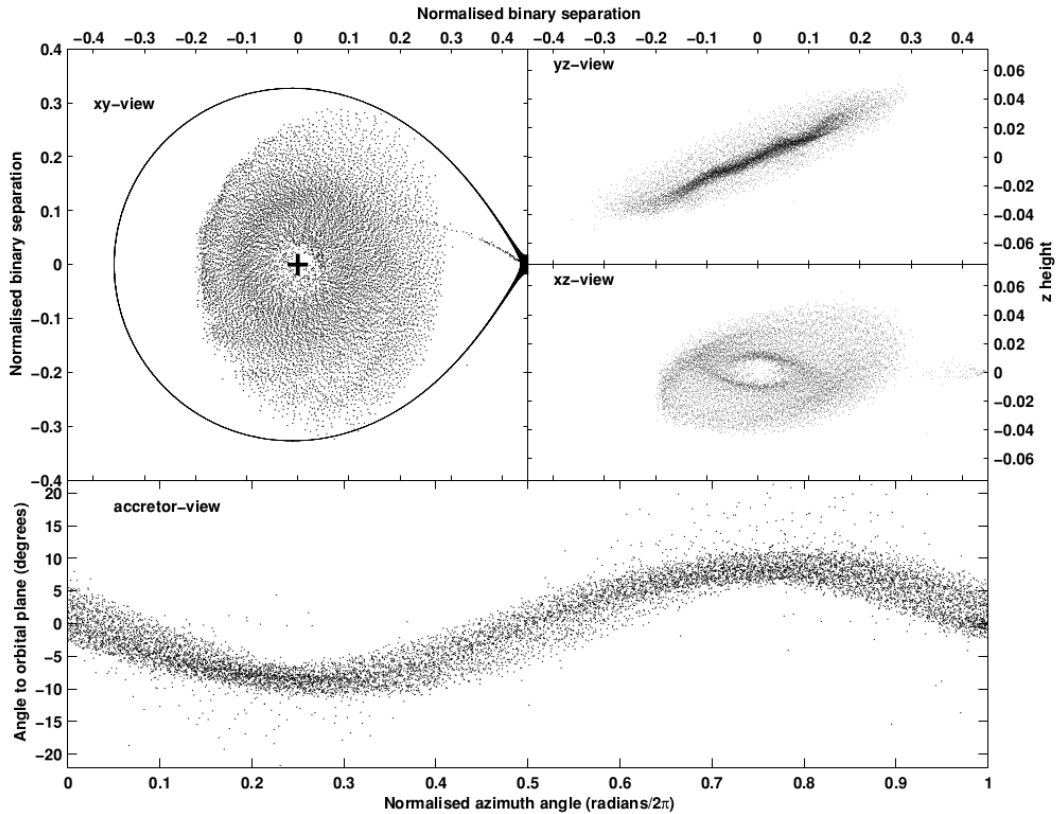 Normalised binary separation
−0.4 −0.3 −0.2 −0.1 0 0.1 0.2 0.3 0.4
−0.4 −0.3 −0.2 −0.1 0 0.1 0.2 0.3 0.4
Normalised binary separation
0.4
0.3
0.2
0.1
0
−0.1
−0.2
−0.3
−0.4
xy−view
yz−view
0.06
0.04
0.02
0
−0.02
−0.04
−0.06
xz−view
0.06
0.04
0.02
0
−0.02
−0.04
−0.06
z height
accretor−view
Angle to orbital plane (degrees)
20
15
10
5
0
−5
−10
−15
−20
0 0.1 0.2 0.3 0.4 0.5 0.6 0.7 0.8 0.9 1
Normalised azimuth angle (radians/2π)